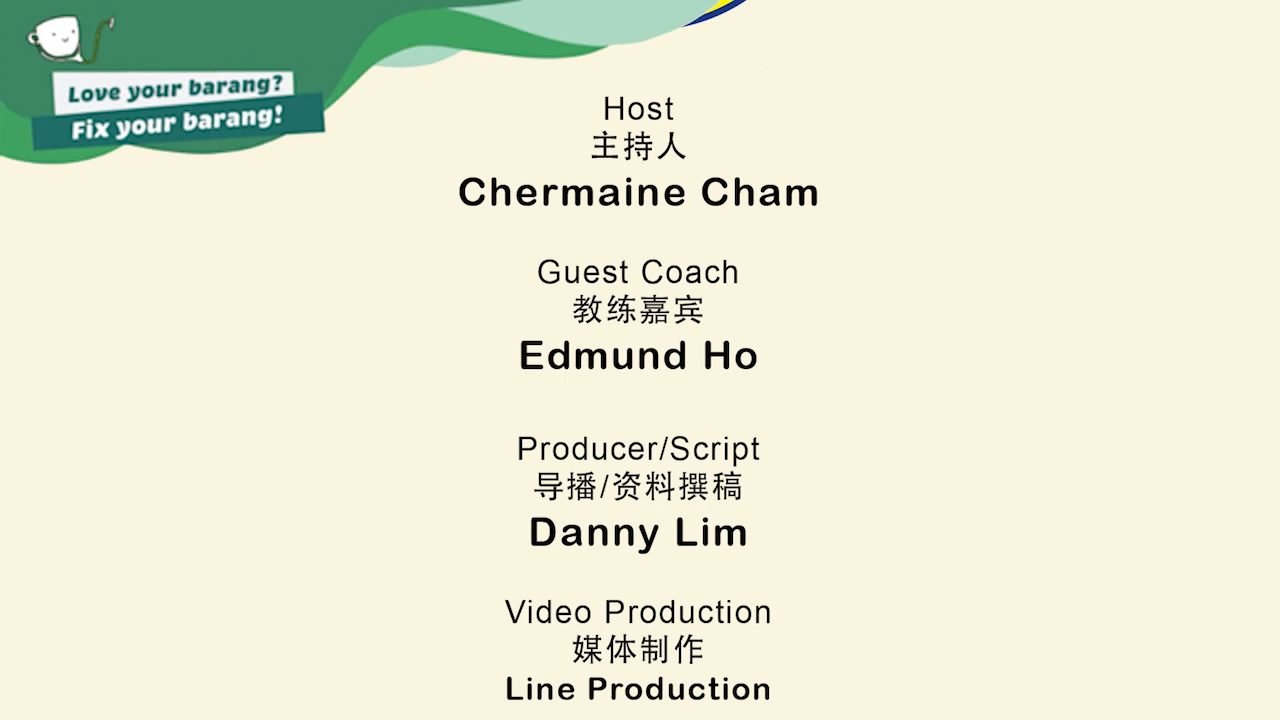 Love your barang?
Fix your barang!
Host
主持人
Chermaine Cham
Guest Coach
教练嘉宾
Edmund Ho
Producer/Script
导播/资料撰稿
Danny Lim
Video Production
媒体制作
Line Production